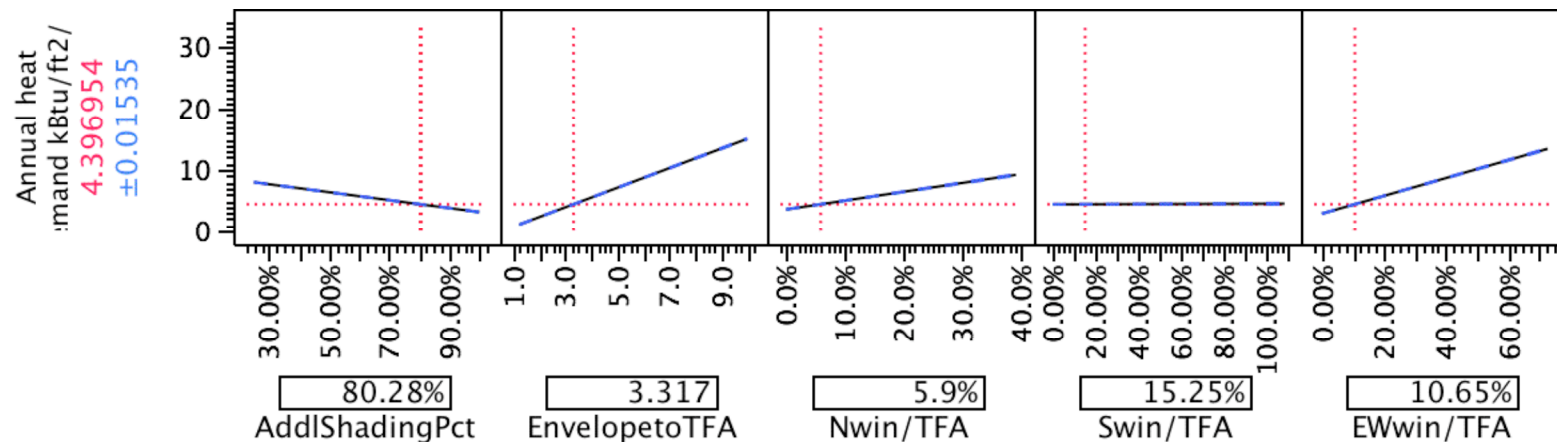 Annual heat
mand kBtu/ft2/
4.396954
±0.01535
30
20
10
0
30.00% 50.00% 70.00% 90.00%
1.0 3.0 5.0 7.0 9.0
0.0% 10.0% 20.0% 30.0% 40.0%
0.00% 20.00% 40.00% 60.00% 80.00% 100.00%
0.00% 20.00% 40.00% 60.00%
80.28% 3.317 5.9% 15.25% 10.65%
AddlShadingPct EnvelopetoTFA Nwin/TFA Swin/TFA EWwin/TFA